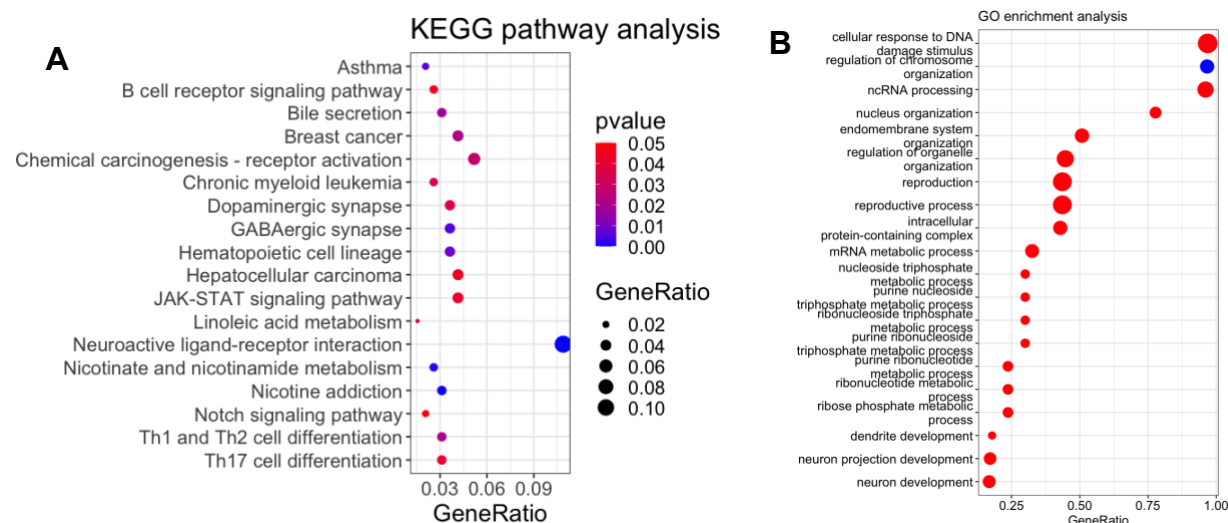 A
KEGG pathway analysis
Asthma
B cell receptor signaling pathway
Bile secretion
Breast cancer
Chemical carcinogenesis - receptor activation
Chronic myeloid leukemia
Dopaminergic synapse
GABAergic synapse
Hematopoietic cell lineage
Hepatocellular carcinoma
JAK-STAT signaling pathway
Linoleic acid metabolism
Neuroactive ligand-receptor interaction
Nicotinate and nicotinamide metabolism
Nicotine addiction
Notch signaling pathway
Th1 and Th2 cell differentiation
Th17 cell differentiation
0.03 0.06 0.09
GeneRatio
pvalue
0.05
0.04
0.03
0.02
0.01
0.00
GeneRatio
0.02
0.04
0.06
0.08
0.10
B
GO enrichment analysis
cellular response to DNA
damage stimulus
regulation of chromosome
organization
ncRNA processing
nucleus organization
endomembrane system
organization
regulation of organelle
organization
reproduction
reproductive process
intracellular
protein-containing complex
mRNA metabolic process
nucleoside triphosphate
metabolic process
purine nucleoside
triphosphate metabolic process
ribonucleoside triphosphate
metabolic process
purine ribonucleoside
triphosphate metabolic process
purine ribonucleotide
metabolic process
ribonucleotide metabolic
process
ribose phosphate metabolic
process
dendrite development
neuron projection development
neuron development
0.25 0.50 0.75 1.00
GeneRatio